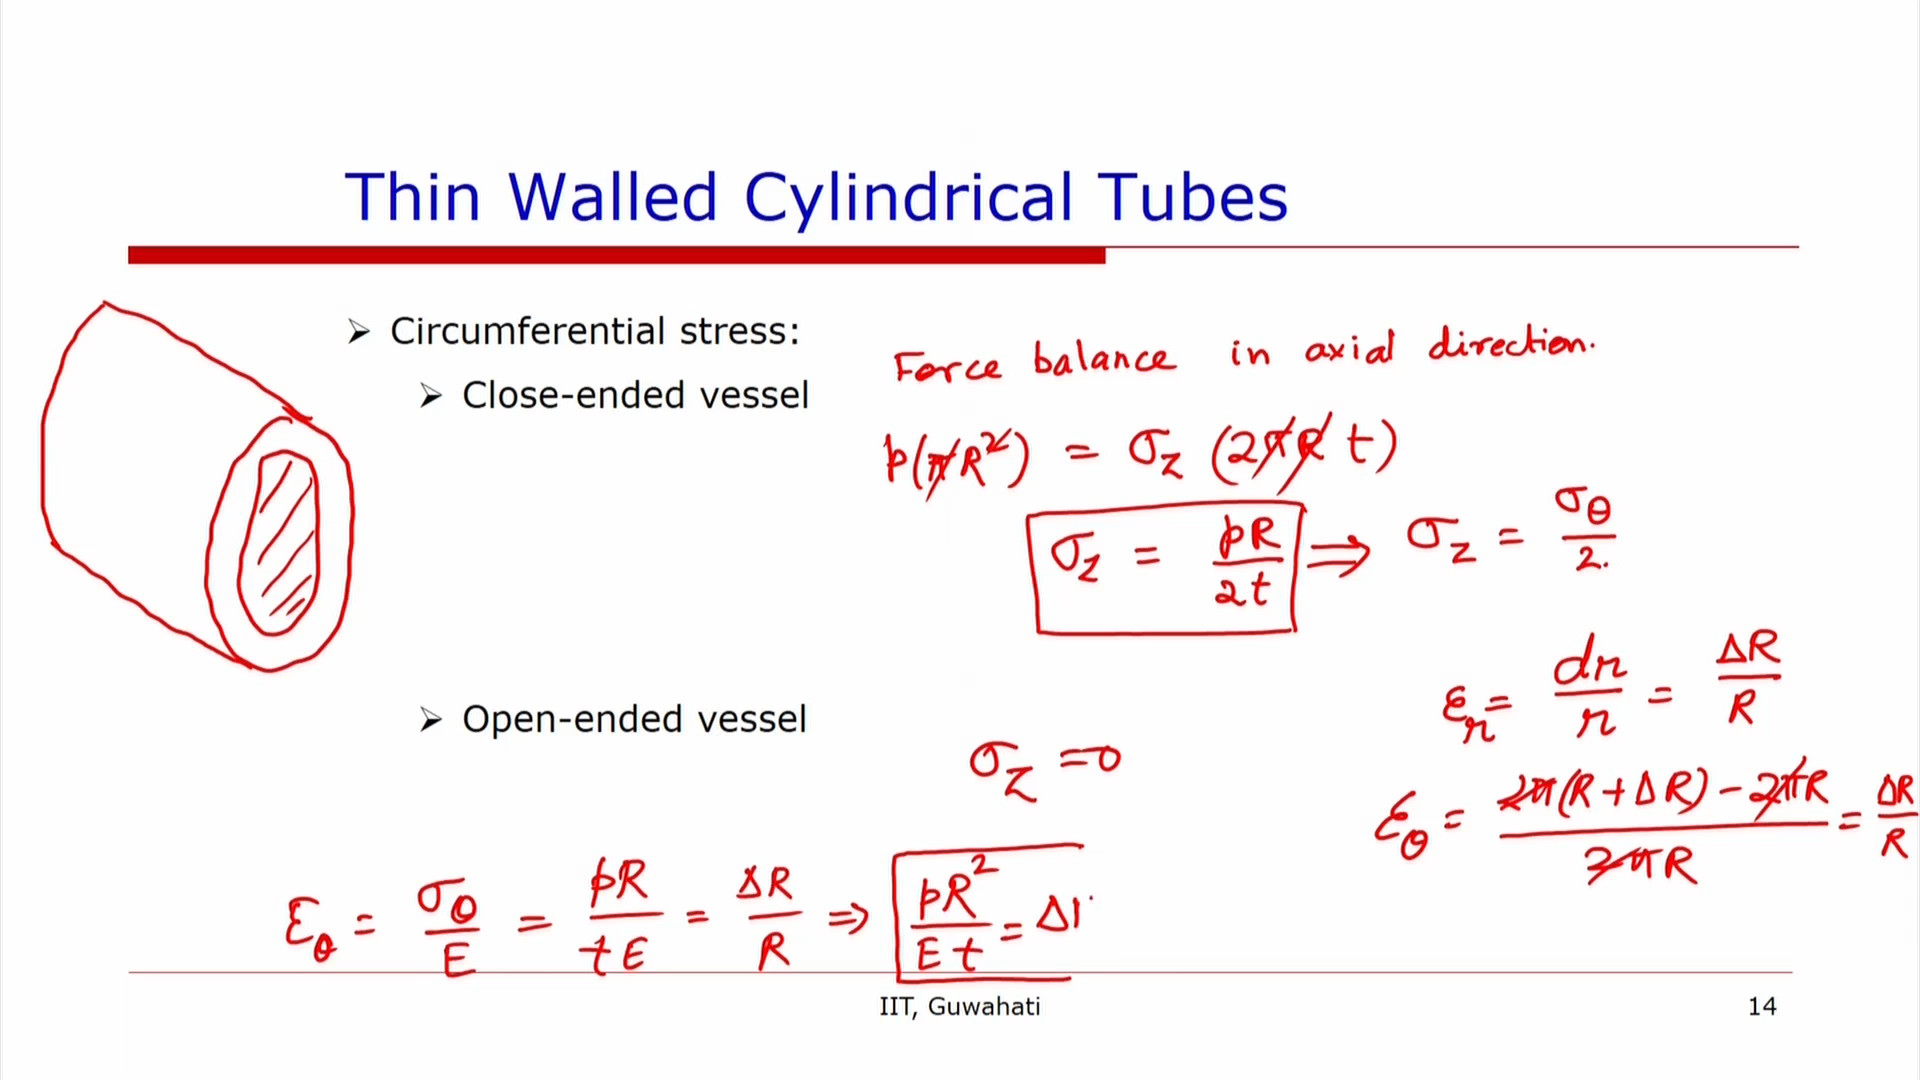 Thin Walled Cylindrical Tubes
➢ Circumferential stress:
➢ Close-ended vessel
Force balance in axial direction.
p(πR²) = σz (2πR t)
σz = pR/2t ⇒ σz = σθ/2.
➢ Open-ended vessel
σz = 0
εr = dr/r = ΔR/R
εθ = (2π(R + ΔR) − 2πR)/2πR = ΔR/R
εθ = σθ/E = pR/tE = ΔR/R ⇒ pR²/Et = Δ
IIT, Guwahati
14